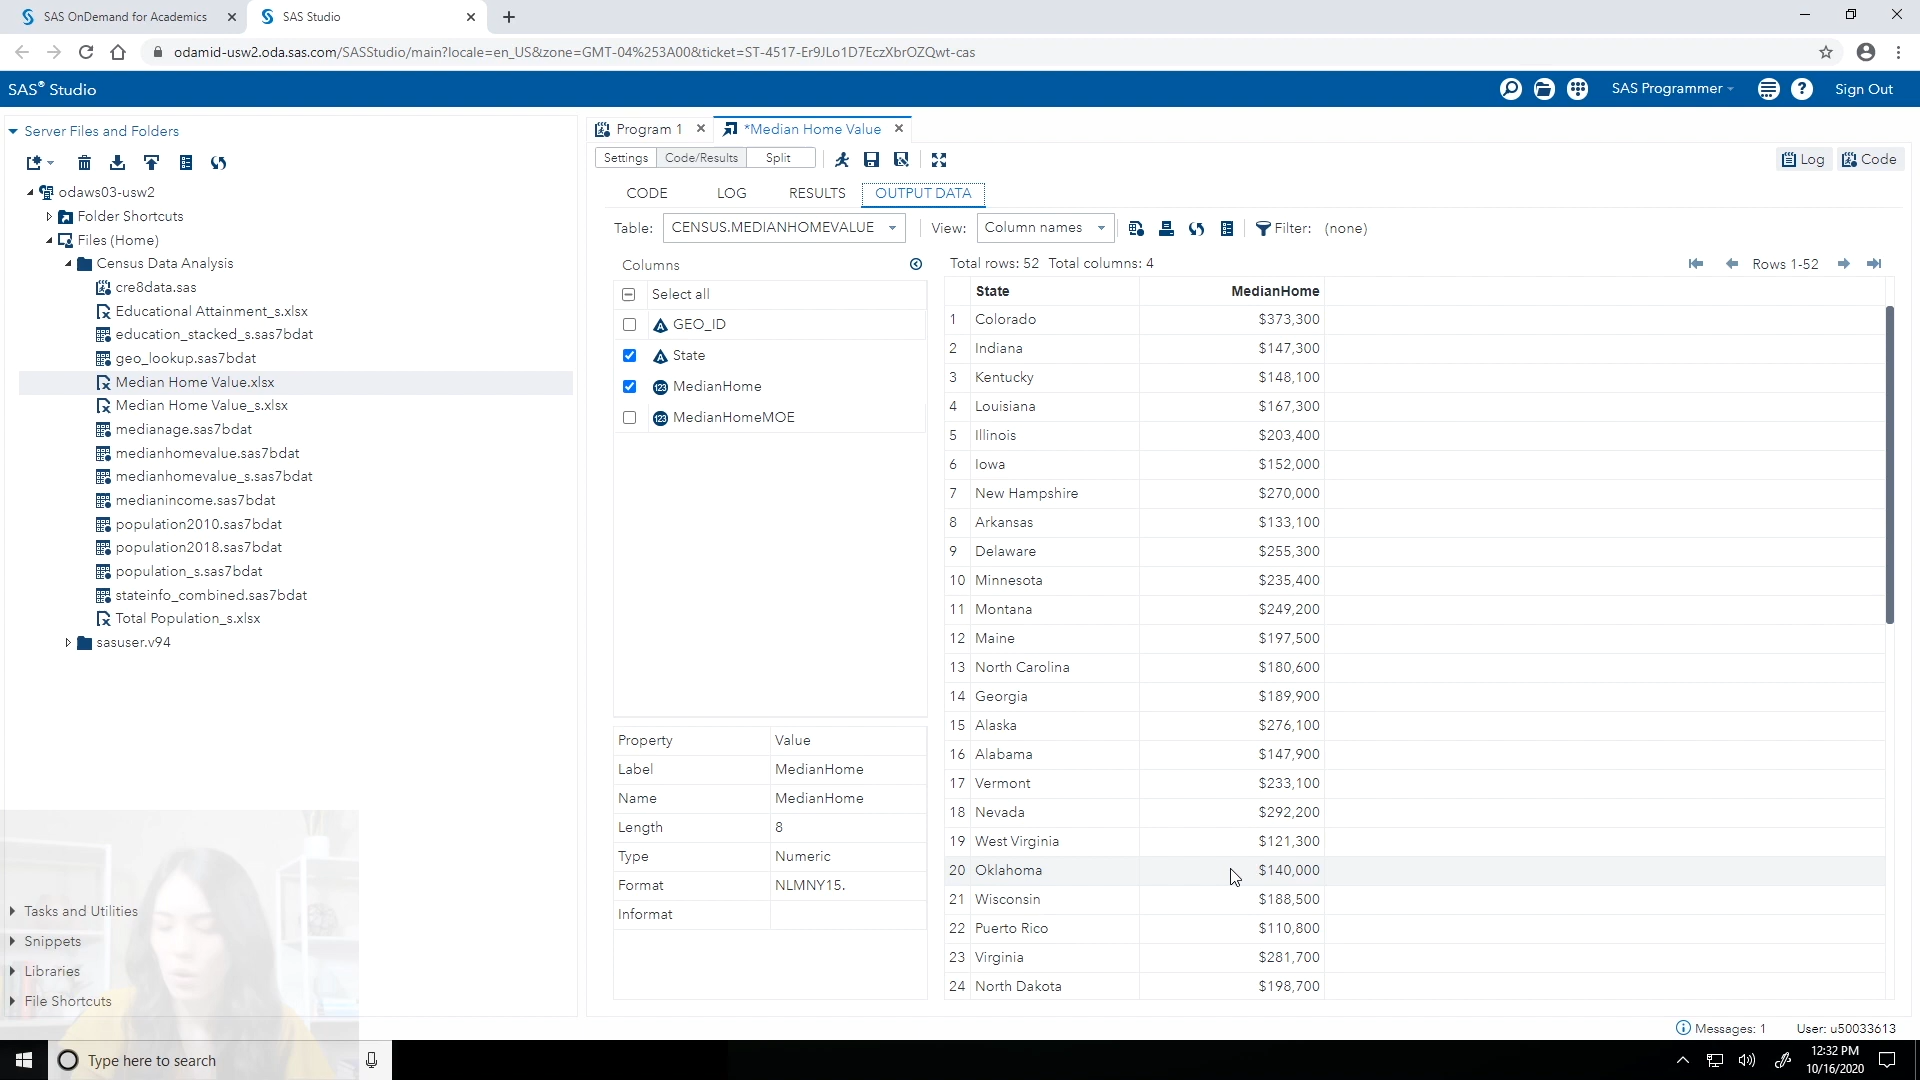 SAS OnDemand for Academics
SAS Studio
odamid-usw2.oda.sas.com/SASStudio/main?locale=en_US&zone=GMT-04%253A00&ticket=ST-4517-Er9JLo1D7EczXbrOZQwt-cas
SAS® Studio
SAS Programmer
Sign Out
Server Files and Folders
odaws03-usw2
Folder Shortcuts
Files (Home)
Census Data Analysis
cre8data.sas
Educational Attainment_s.xlsx
education_stacked_s.sas7bdat
geo_lookup.sas7bdat
Median Home Value.xlsx
Median Home Value_s.xlsx
medianage.sas7bdat
medianhomevalue.sas7bdat
medianhomevalue_s.sas7bdat
medianincome.sas7bdat
population2010.sas7bdat
population2018.sas7bdat
population_s.sas7bdat
stateinfo_combined.sas7bdat
Total Population_s.xlsx
sasuser.v94
Tasks and Utilities
Snippets
Libraries
File Shortcuts
Program 1
*Median Home Value
Settings Code/Results Split
Log Code
CODE LOG RESULTS OUTPUT DATA
Table: CENSUS.MEDIANHOMEVALUE View: Column names Filter: (none)
Columns
Select all
GEO_ID
State
MedianHome
MedianHomeMOE
Property Value
Label MedianHome
Name MedianHome
Length 8
Type Numeric
Format NLMNY15.
Informat
Total rows: 52 Total columns: 4
Rows 1-52
State MedianHome
1 Colorado $373,300
2 Indiana $147,300
3 Kentucky $148,100
4 Louisiana $167,300
5 Illinois $203,400
6 Iowa $152,000
7 New Hampshire $270,000
8 Arkansas $133,100
9 Delaware $255,300
10 Minnesota $235,400
11 Montana $249,200
12 Maine $197,500
13 North Carolina $180,600
14 Georgia $189,900
15 Alaska $276,100
16 Alabama $147,900
17 Vermont $233,100
18 Nevada $292,200
19 West Virginia $121,300
20 Oklahoma $140,000
21 Wisconsin $188,500
22 Puerto Rico $110,800
23 Virginia $281,700
24 North Dakota $198,700
Messages: 1 User: u50033613
Type here to search
12:32 PM
10/16/2020